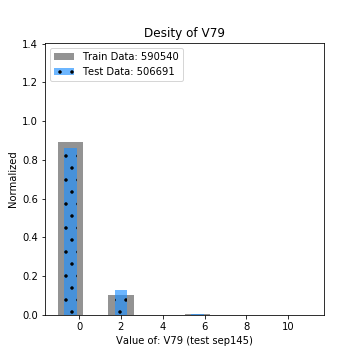 Desity of V79
Train Data: 590540
Test Data: 506691
1.4
1.2
1.0
0.8
0.6
0.4
0.2
0.0
Normalized
0 2 4 6 8 10
Value of: V79 (test sep145)